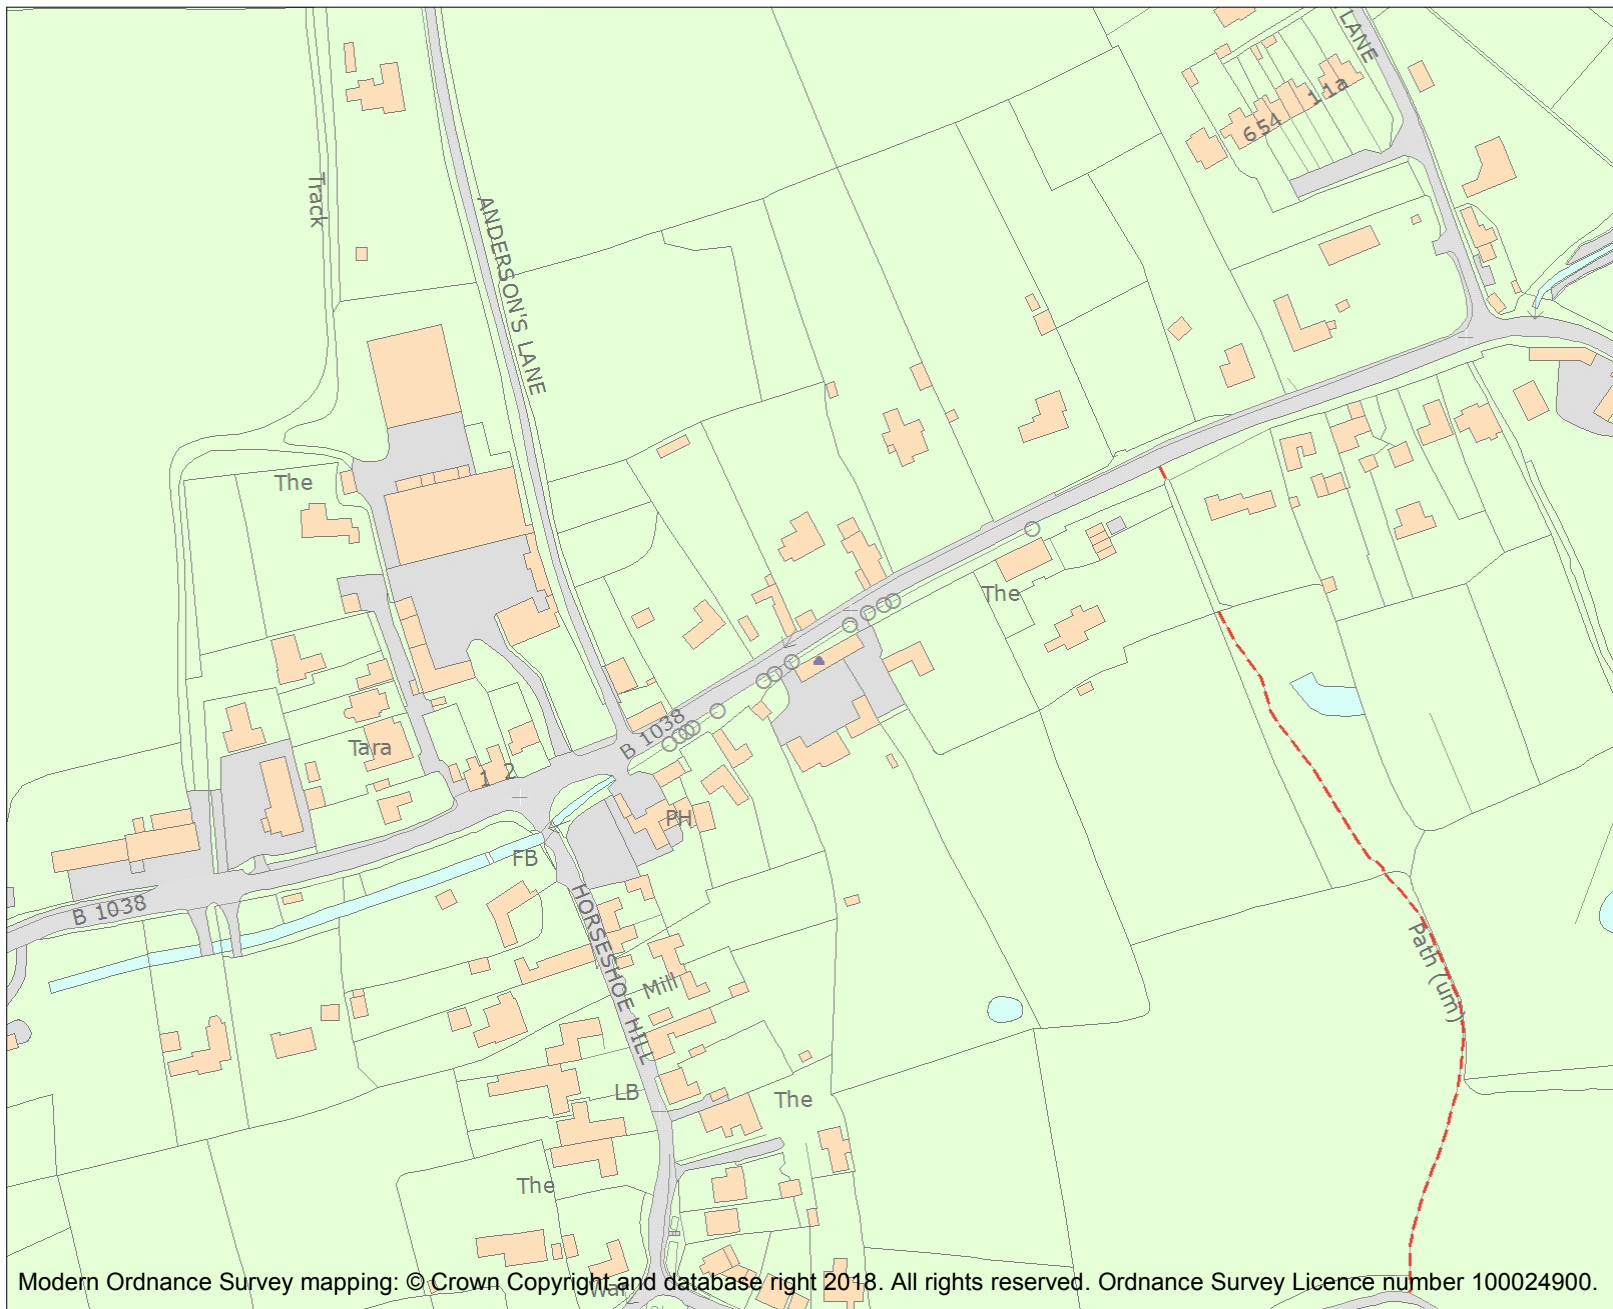 LANE
1 1a
6 5 4
Track
ANDERSON'S LANE
The
The
B 1038
Tara
1 2
PH
FB
B 1038
HORSESHOE HILL
Path (um)
Mill
LB
The
The
War
Modern Ordnance Survey mapping: © Crown Copyright and database right 2018. All rights reserved. Ordnance Survey Licence number 100024900.